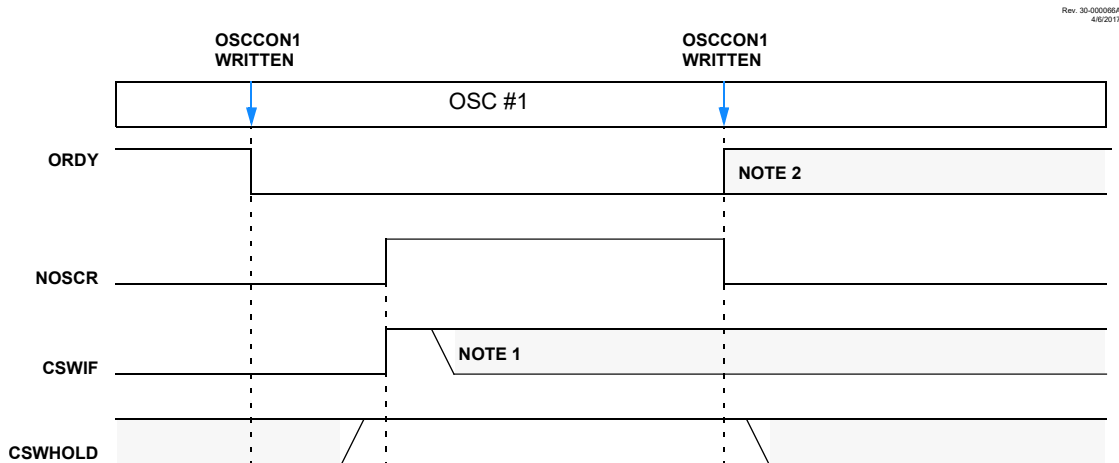 Rev. 30-000066A
4/6/2017
OSCCON1
WRITTEN
OSCCON1
WRITTEN
OSC #1
ORDY
NOTE 2
NOSCR
CSWIF
NOTE 1
CSWHOLD